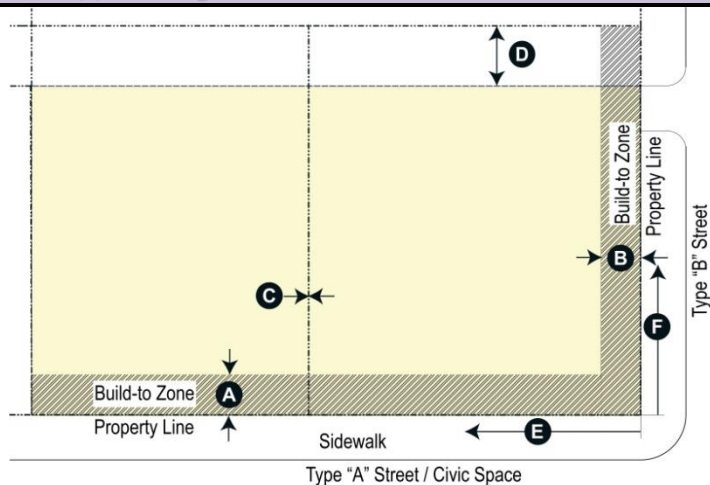 D
Build-to Zone
Property Line
B
Type "B" Street
C
F
Build-to Zone
A
Property Line
E
Sidewalk
Type "A" Street / Civic Space